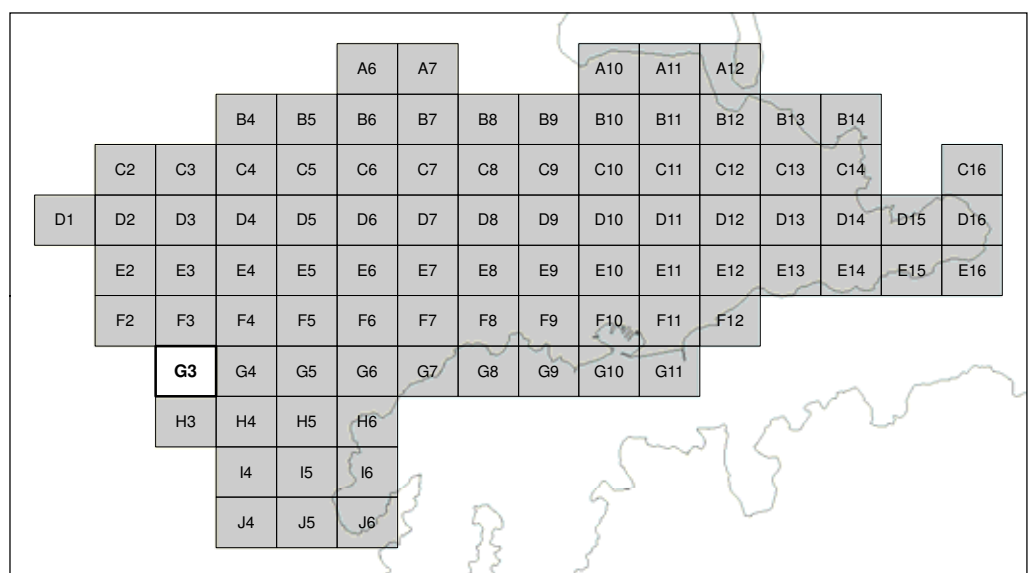 A6 A7 A10 A11 A12
B4 B5 B6 B7 B8 B9 B10 B11 B12 B13 B14
C2 C3 C4 C5 C6 C7 C8 C9 C10 C11 C12 C13 C14 C16
D1 D2 D3 D4 D5 D6 D7 D8 D9 D10 D11 D12 D13 D14 D15 D16
E2 E3 E4 E5 E6 E7 E8 E9 E10 E11 E12 E13 E14 E15 E16
F2 F3 F4 F5 F6 F7 F8 F9 F10 F11 F12
G3 G4 G5 G6 G7 G8 G9 G10 G11
H3 H4 H5 H6
I4 I5 I6
J4 J5 J6